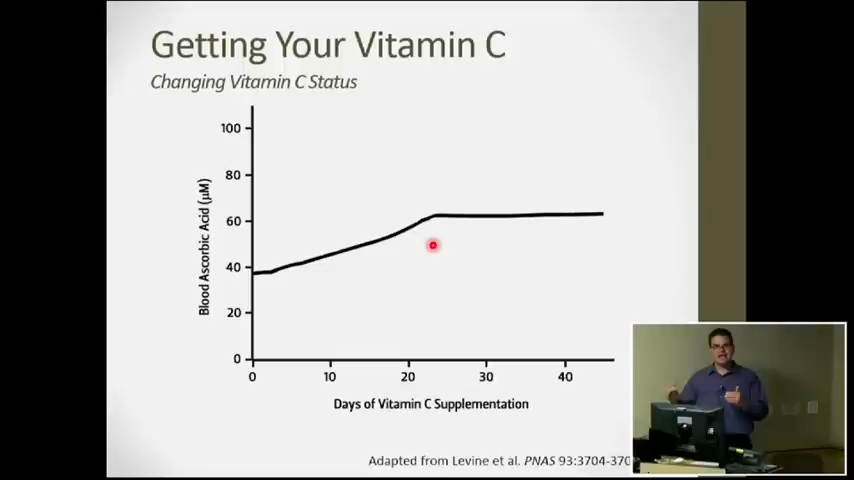 Getting Your Vitamin C
Changing Vitamin C Status
100
80
60
40
20
0
Blood Ascorbic Acid (µM)
0 10 20 30 40
Days of Vitamin C Supplementation
Adapted from Levine et al. PNAS 93:3704-370